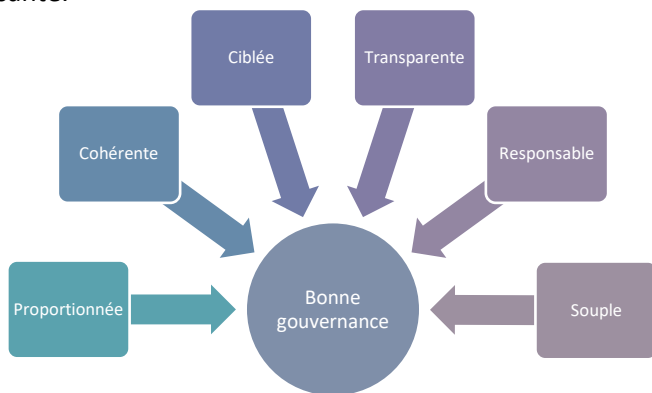 Ciblée
Transparente
Cohérente
Responsable
Proportionnée
Bonne
gouvernance
Souple